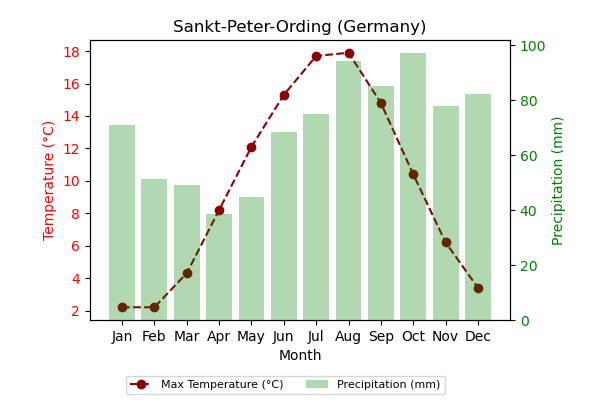 Sankt-Peter-Ording (Germany)
18
16
14
12
10
8
6
4
2
Temperature (°C)
100
80
60
40
20
0
Precipitation (mm)
Jan Feb Mar Apr May Jun Jul Aug Sep Oct Nov Dec
Month
Max Temperature (°C) Precipitation (mm)